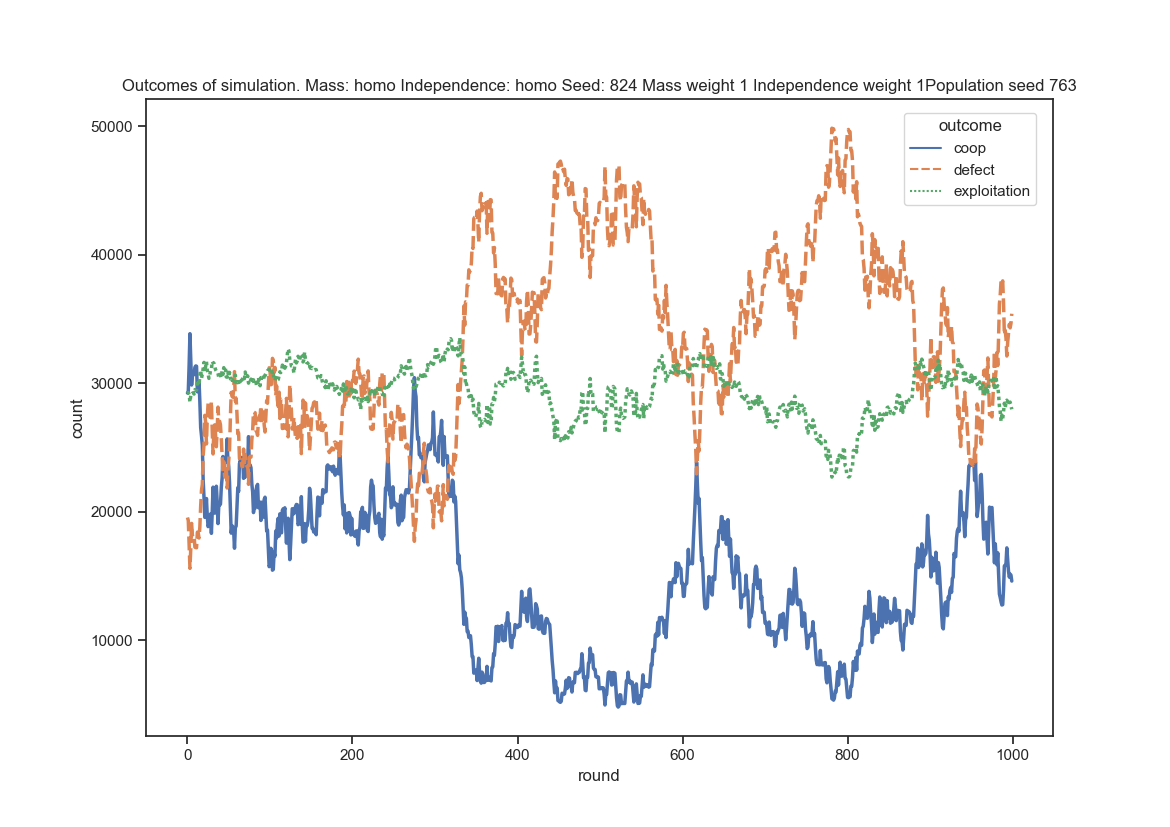 Outcomes of simulation. Mass: homo Independence: homo Seed: 824 Mass weight 1 Independence weight 1Population seed 763
outcome
coop
defect
exploitation
count
50000
40000
30000
20000
10000
0 200 400 600 800 1000
round